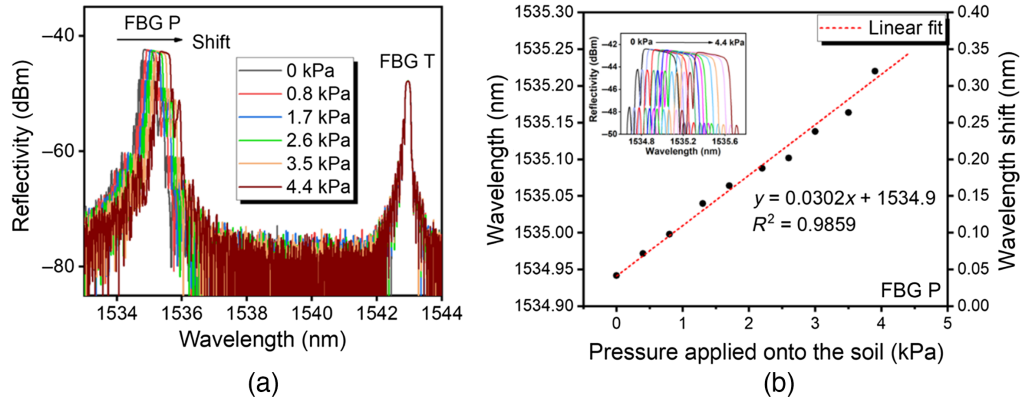 (a)
FBG P
Shift
FBG T
0 kPa
0.8 kPa
1.7 kPa
2.6 kPa
3.5 kPa
4.4 kPa
Reflectivity (dBm)
−40
−60
−80
1534 1536 1538 1540 1542 1544
Wavelength (nm)
(a)
(b)
Linear fit
Wavelength (nm)
1535.30
1535.25
1535.20
1535.15
1535.10
1535.05
1535.00
1534.95
1534.90
0 kPa 4.4 kPa
Reflectivity (dBm)
−42
−44
−46
−48
−50
1534.8 1535.2 1535.6
Wavelength (nm)
y = 0.0302x + 1534.9
R² = 0.9859
FBG P
0.40
0.35
0.30
0.25
0.20
0.15
0.10
0.05
0.00
Wavelength shift (nm)
0 1 2 3 4 5
Pressure applied onto the soil (kPa)
(b)